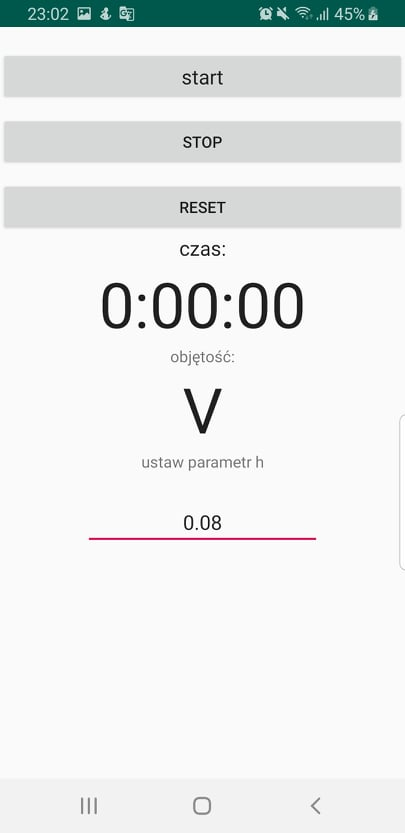 23:02 45%
start
STOP
RESET
czas:
0:00:00
objętość:
V
ustaw parametr h
0.08